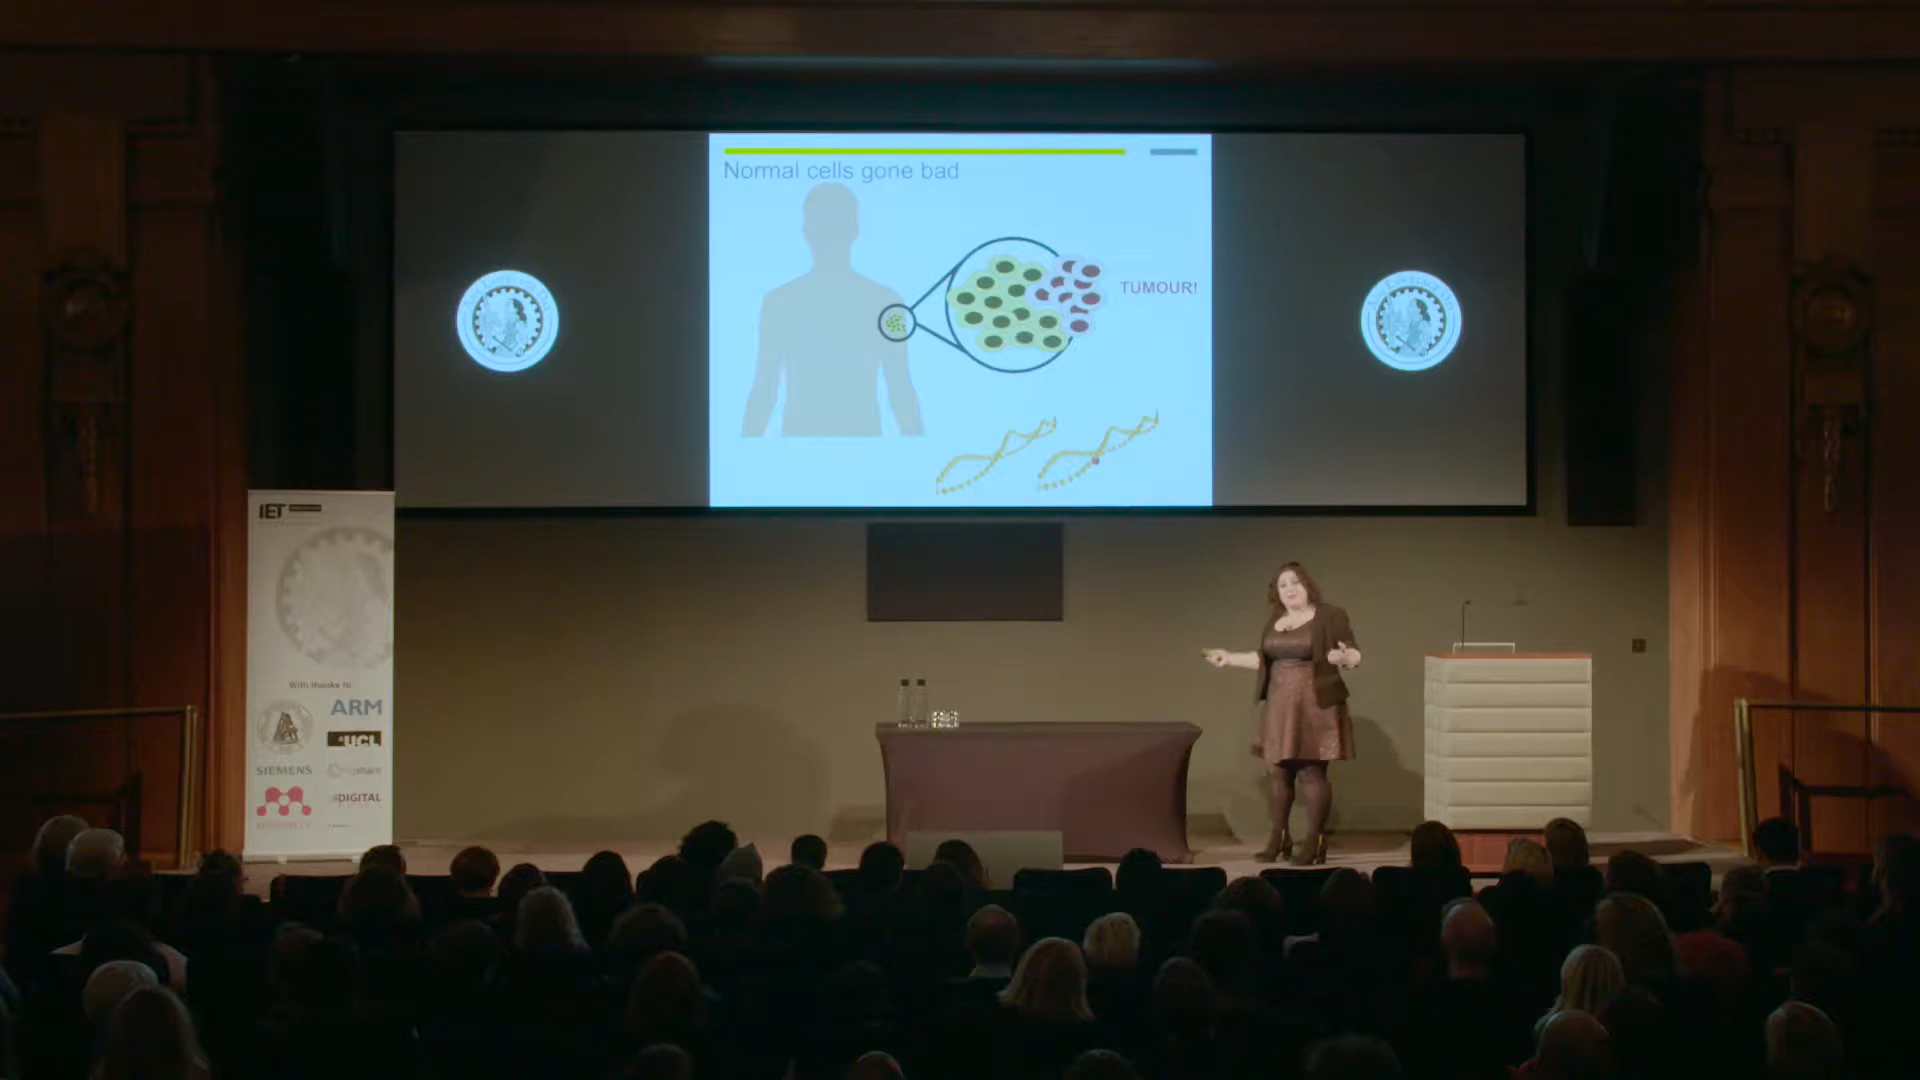 Normal cells gone bad
TUMOUR!
IET
With thanks to
ARM
UCL
SIEMENS
DIGITAL